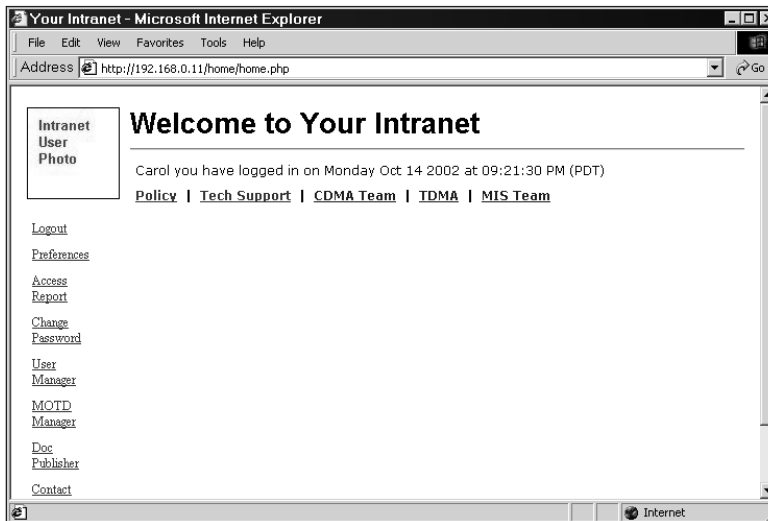 Your Intranet - Microsoft Internet Explorer
File Edit View Favorites Tools Help
Address http://192.168.0.11/home/home.php Go
Intranet
User
Photo
Welcome to Your Intranet
Carol you have logged in on Monday Oct 14 2002 at 09:21:30 PM (PDT)
Policy | Tech Support | CDMA Team | TDMA | MIS Team
Logout
Preferences
Access
Report
Change
Password
User
Manager
MOTD
Manager
Doc
Publisher
Contact
Internet